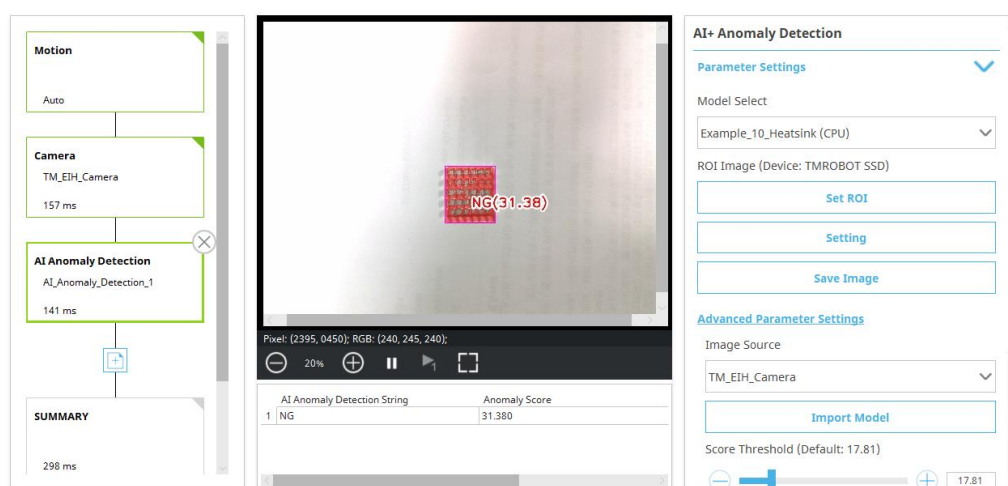 Motion
Auto
Camera
TM_EIH_Camera
157 ms
AI Anomaly Detection
AI_Anomaly_Detection_1
141 ms
SUMMARY
298 ms
NG(31.38)
Pixel: (2395, 0450); RGB: (240, 245, 240);
20%
1
AI Anomaly Detection String Anomaly Score
1 NG 31.380
AI+ Anomaly Detection
Parameter Settings
Model Select
Example_10_Heatsink (CPU)
ROI Image (Device: TMROBOT SSD)
Set ROI
Setting
Save Image
Advanced Parameter Settings
Image Source
TM_EIH_Camera
Import Model
Score Threshold (Default: 17.81)
17.81